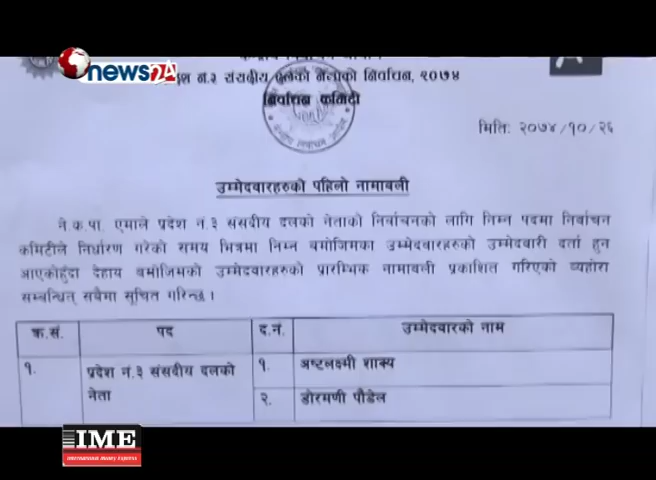 news24
प्रदेश नं.३ संसदीय दलको नेताको निर्वाचन, २०७४
निर्वाचन कमिटी
मिति: २०७४/१०/२६
उम्मेदवारहरुको पहिलो नामावली
ने.क.पा. एमाले प्रदेश नं.३ संसदीय दलको नेताको निर्वाचनको लागि निम्न पदमा निर्वाचन
कमिटीले निर्धारण गरेको समय भित्रमा निम्न बमोजिमका उम्मेदवारहरुको उम्मेदवारी दर्ता हुन
आएकोहुँदा देहाय बमोजिमको उम्मेदवारहरुको प्रारम्भिक नामावली प्रकाशित गरिएको व्यहोरा
सम्बन्धित् सबैमा सूचित गरिन्छ ।
क्र.सं. पद द.नं. उम्मेदवारको नाम
१. प्रदेश नं.३ संसदीय दलको १. अष्टलक्ष्मी शाक्य
नेता २. डोरमणी पौडेल
IME
International Money Express